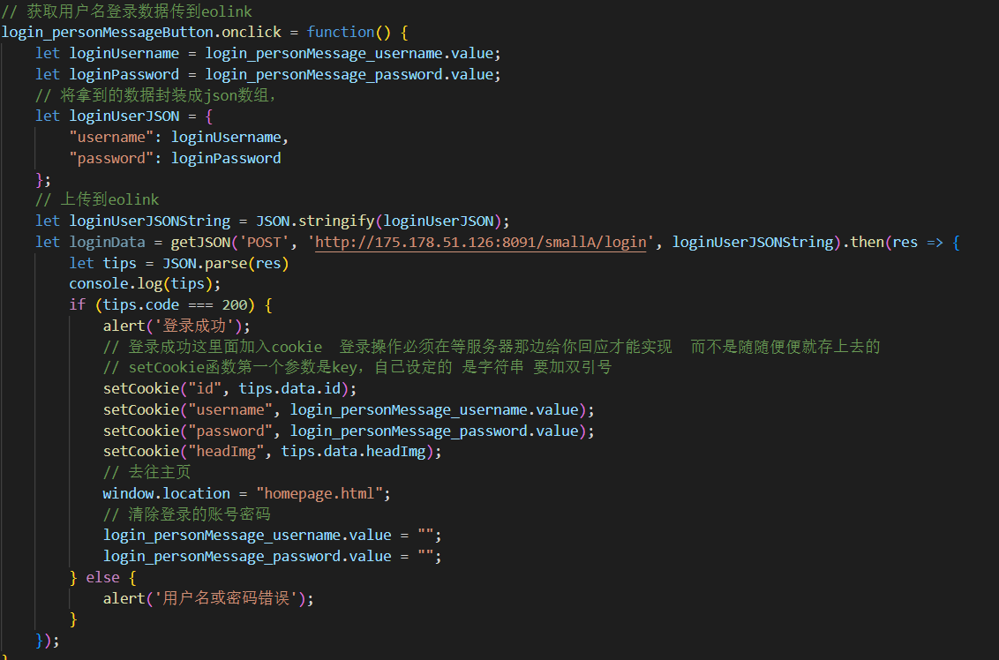 // 获取用户名登录数据传到eolink
login_personMessageButton.onclick = function() {
    let loginUsername = login_personMessage_username.value;
    let loginPassword = login_personMessage_password.value;
    // 将拿到的数据封装成json数组，
    let loginUserJSON = {
        "username": loginUsername,
        "password": loginPassword
    };
    // 上传到eolink
    let loginUserJSONString = JSON.stringify(loginUserJSON);
    let loginData = getJSON('POST', 'http://175.178.51.126:8091/smallA/login', loginUserJSONString).then(res => {
        let tips = JSON.parse(res)
        console.log(tips);
        if (tips.code === 200) {
            alert('登录成功');
            // 登录成功这里面加入cookie  登录操作必须在等服务器那边给你回应才能实现  而不是随随便便就存上去的
            // setCookie函数第一个参数是key，自己设定的 是字符串 要加双引号
            setCookie("id", tips.data.id);
            setCookie("username", login_personMessage_username.value);
            setCookie("password", login_personMessage_password.value);
            setCookie("headImg", tips.data.headImg);
            // 去往主页
            window.location = "homepage.html";
            // 清除登录的账号密码
            login_personMessage_username.value = "";
            login_personMessage_password.value = "";
        } else {
            alert('用户名或密码错误');
        }
    });
}